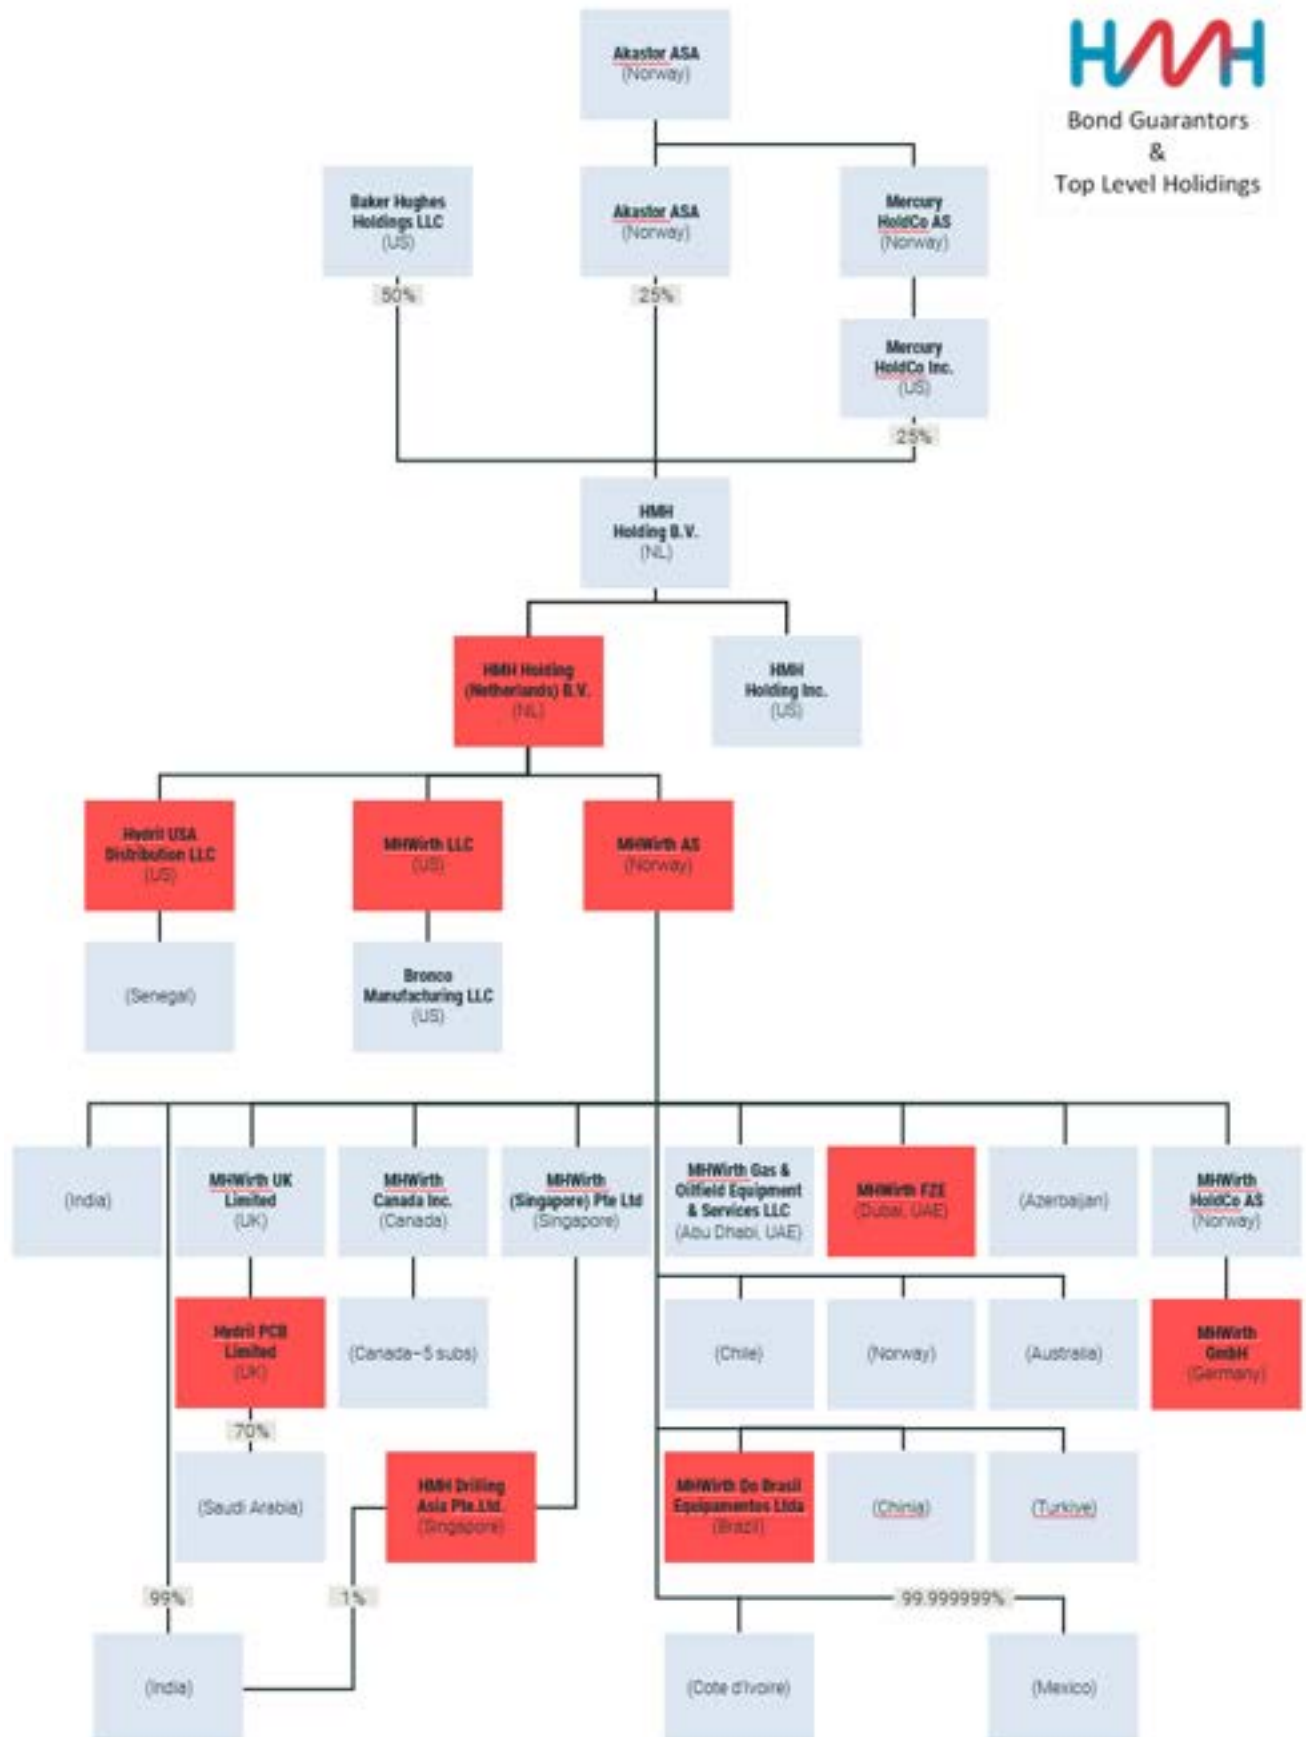 HMH
Bond Guarantors
&
Top Level Holidings
Akastor ASA
(Norway)
Baker Hughes
Holdings LLC
(US)
Akastor ASA
(Norway)
Mercury
HoldCo AS
(Norway)
50%
25%
Mercury
HoldCo Inc.
(US)
25%
HMH
Holding B.V.
(NL)
HMH Holding
(Netherlands) B.V.
(NL)
HMH
Holding Inc.
(US)
Hydril USA
Distribution LLC
(US)
MHWirth LLC
(US)
MHWirth AS
(Norway)
(Senegal)
Bronco
Manufacturing LLC
(US)
(India)
MHWirth UK
Limited
(UK)
MHWirth
Canada Inc.
(Canada)
MHWirth
(Singapore) Pte Ltd
(Singapore)
MHWirth Gas &
Oilfield Equipment
& Services LLC
(Abu Dhabi, UAE)
MHWirth FZE
(Dubai, UAE)
(Azerbaijan)
MHWirth
HoldCo AS
(Norway)
Hydril PCB
Limited
(UK)
(Canada–5 subs)
(Chile)
(Norway)
(Australia)
MHWirth
GmbH
(Germany)
70%
(Saudi Arabia)
HMH Drilling
Asia Pte.Ltd.
(Singapore)
MHWirth Do Brasil
Equipamentos Ltda
(Brazil)
(Chinia)
(Turkive)
99%
1%
99.999999%
(India)
(Cote d'Ivoire)
(Mexico)